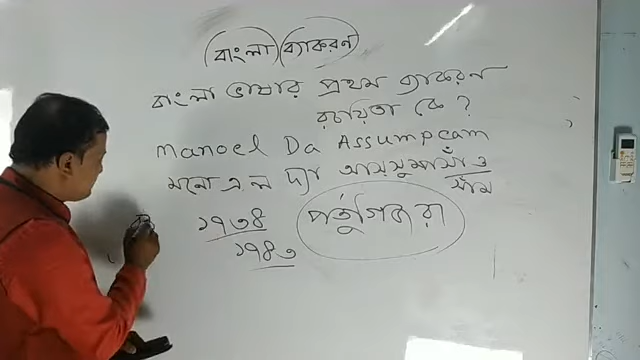 বাংলা ব্যাকরণ
বাংলা ভাষার প্রথম ব্যাকরণ
রচয়িতা কে ?
Manoel Da Assumpcam
মনোএল দ্যা আসসুম্পসাঁও
সাম
১৭৩৪ পর্তুগিজরা
১৭৪৩